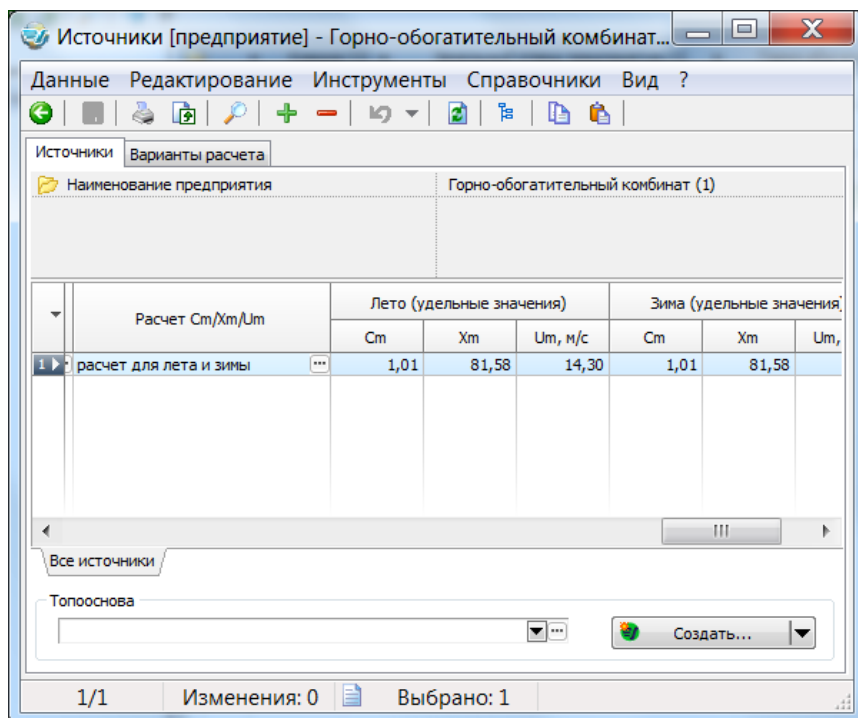 Источники [предприятие] - Горно-обогатительный комбинат...
Данные Редактирование Инструменты Справочники Вид ?
Источники Варианты расчета
Наименование предприятия Горно-обогатительный комбинат (1)
Расчет Cm/Xm/Um Лето (удельные значения) Зима (удельные значения)
Cm Xm Um, м/с Cm Xm Um,
1 расчет для лета и зимы ... 1,01 81,58 14,30 1,01 81,58
Все источники
Топооснова
... Создать...
1/1 Изменения: 0 Выбрано: 1